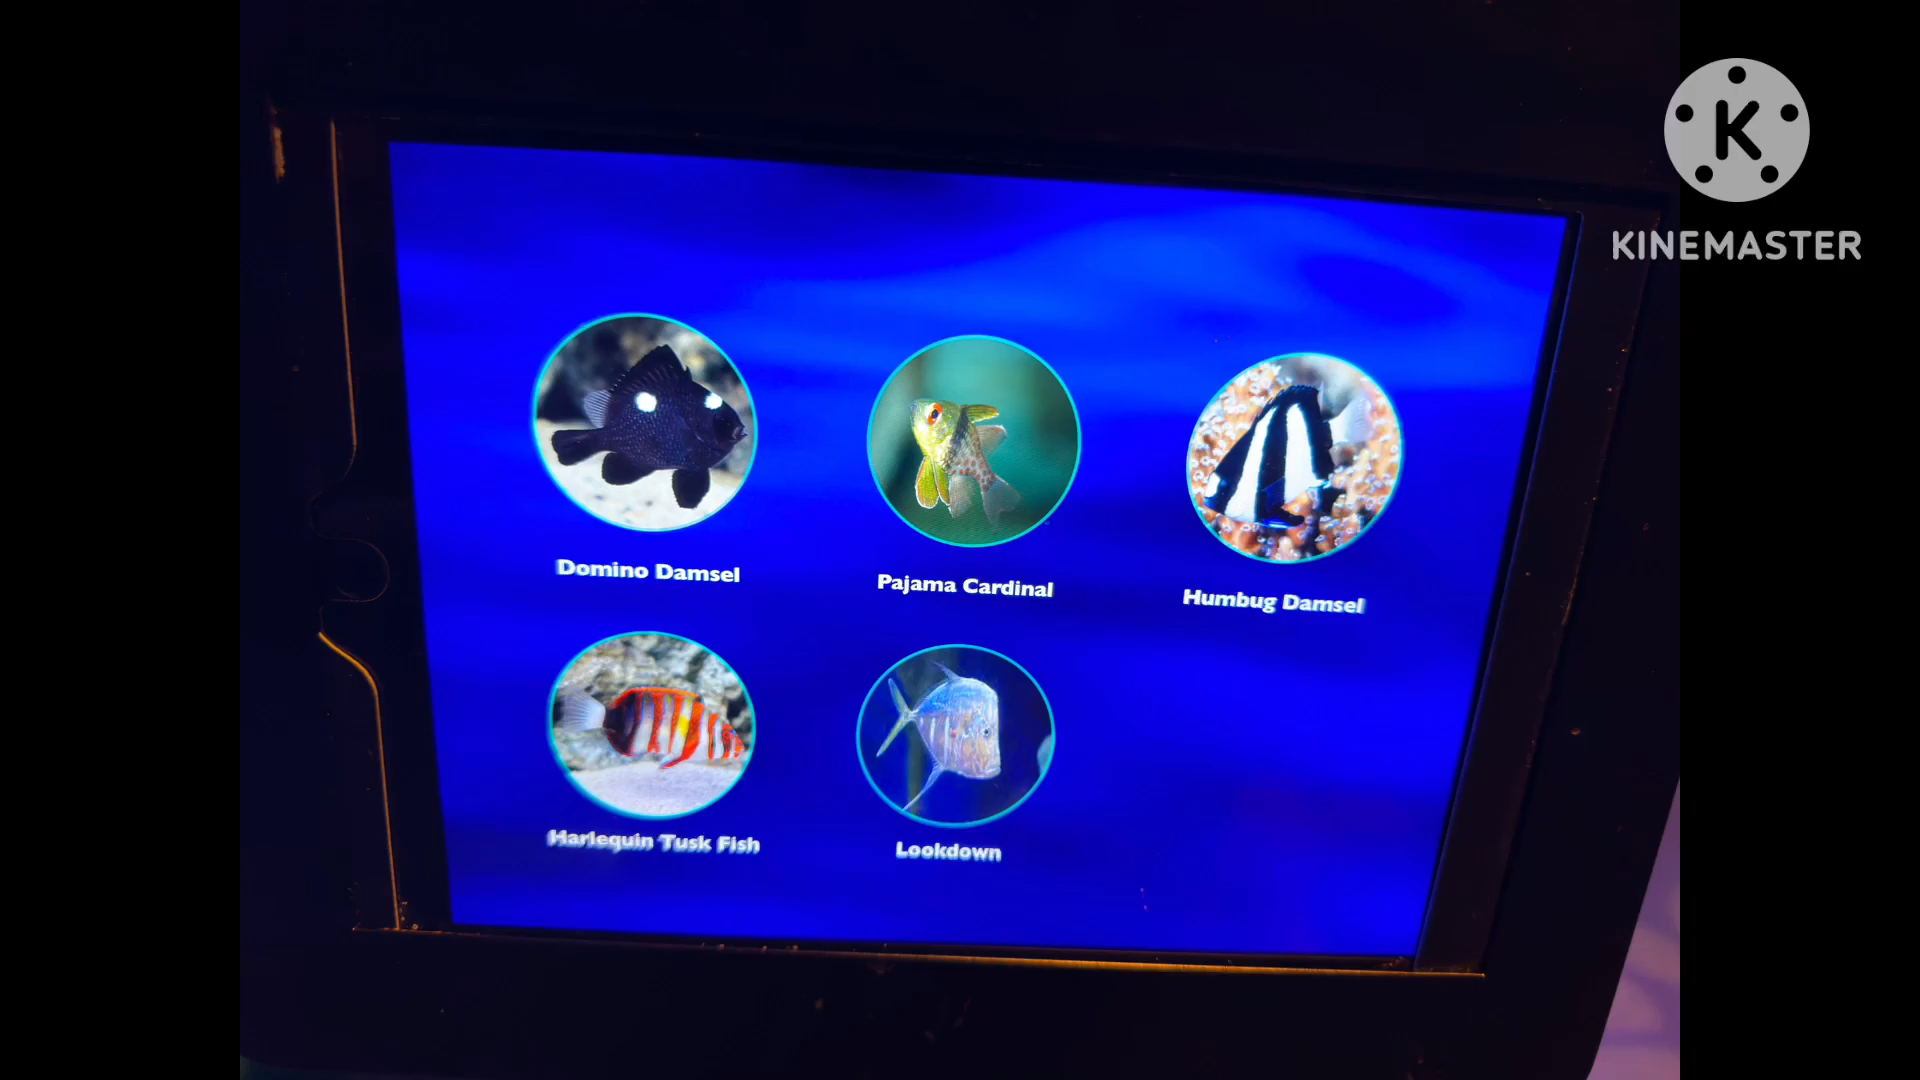 K
KINEMASTER
Domino Damsel
Pajama Cardinal
Humbug Damsel
Harlequin Tusk Fish
Lookdown